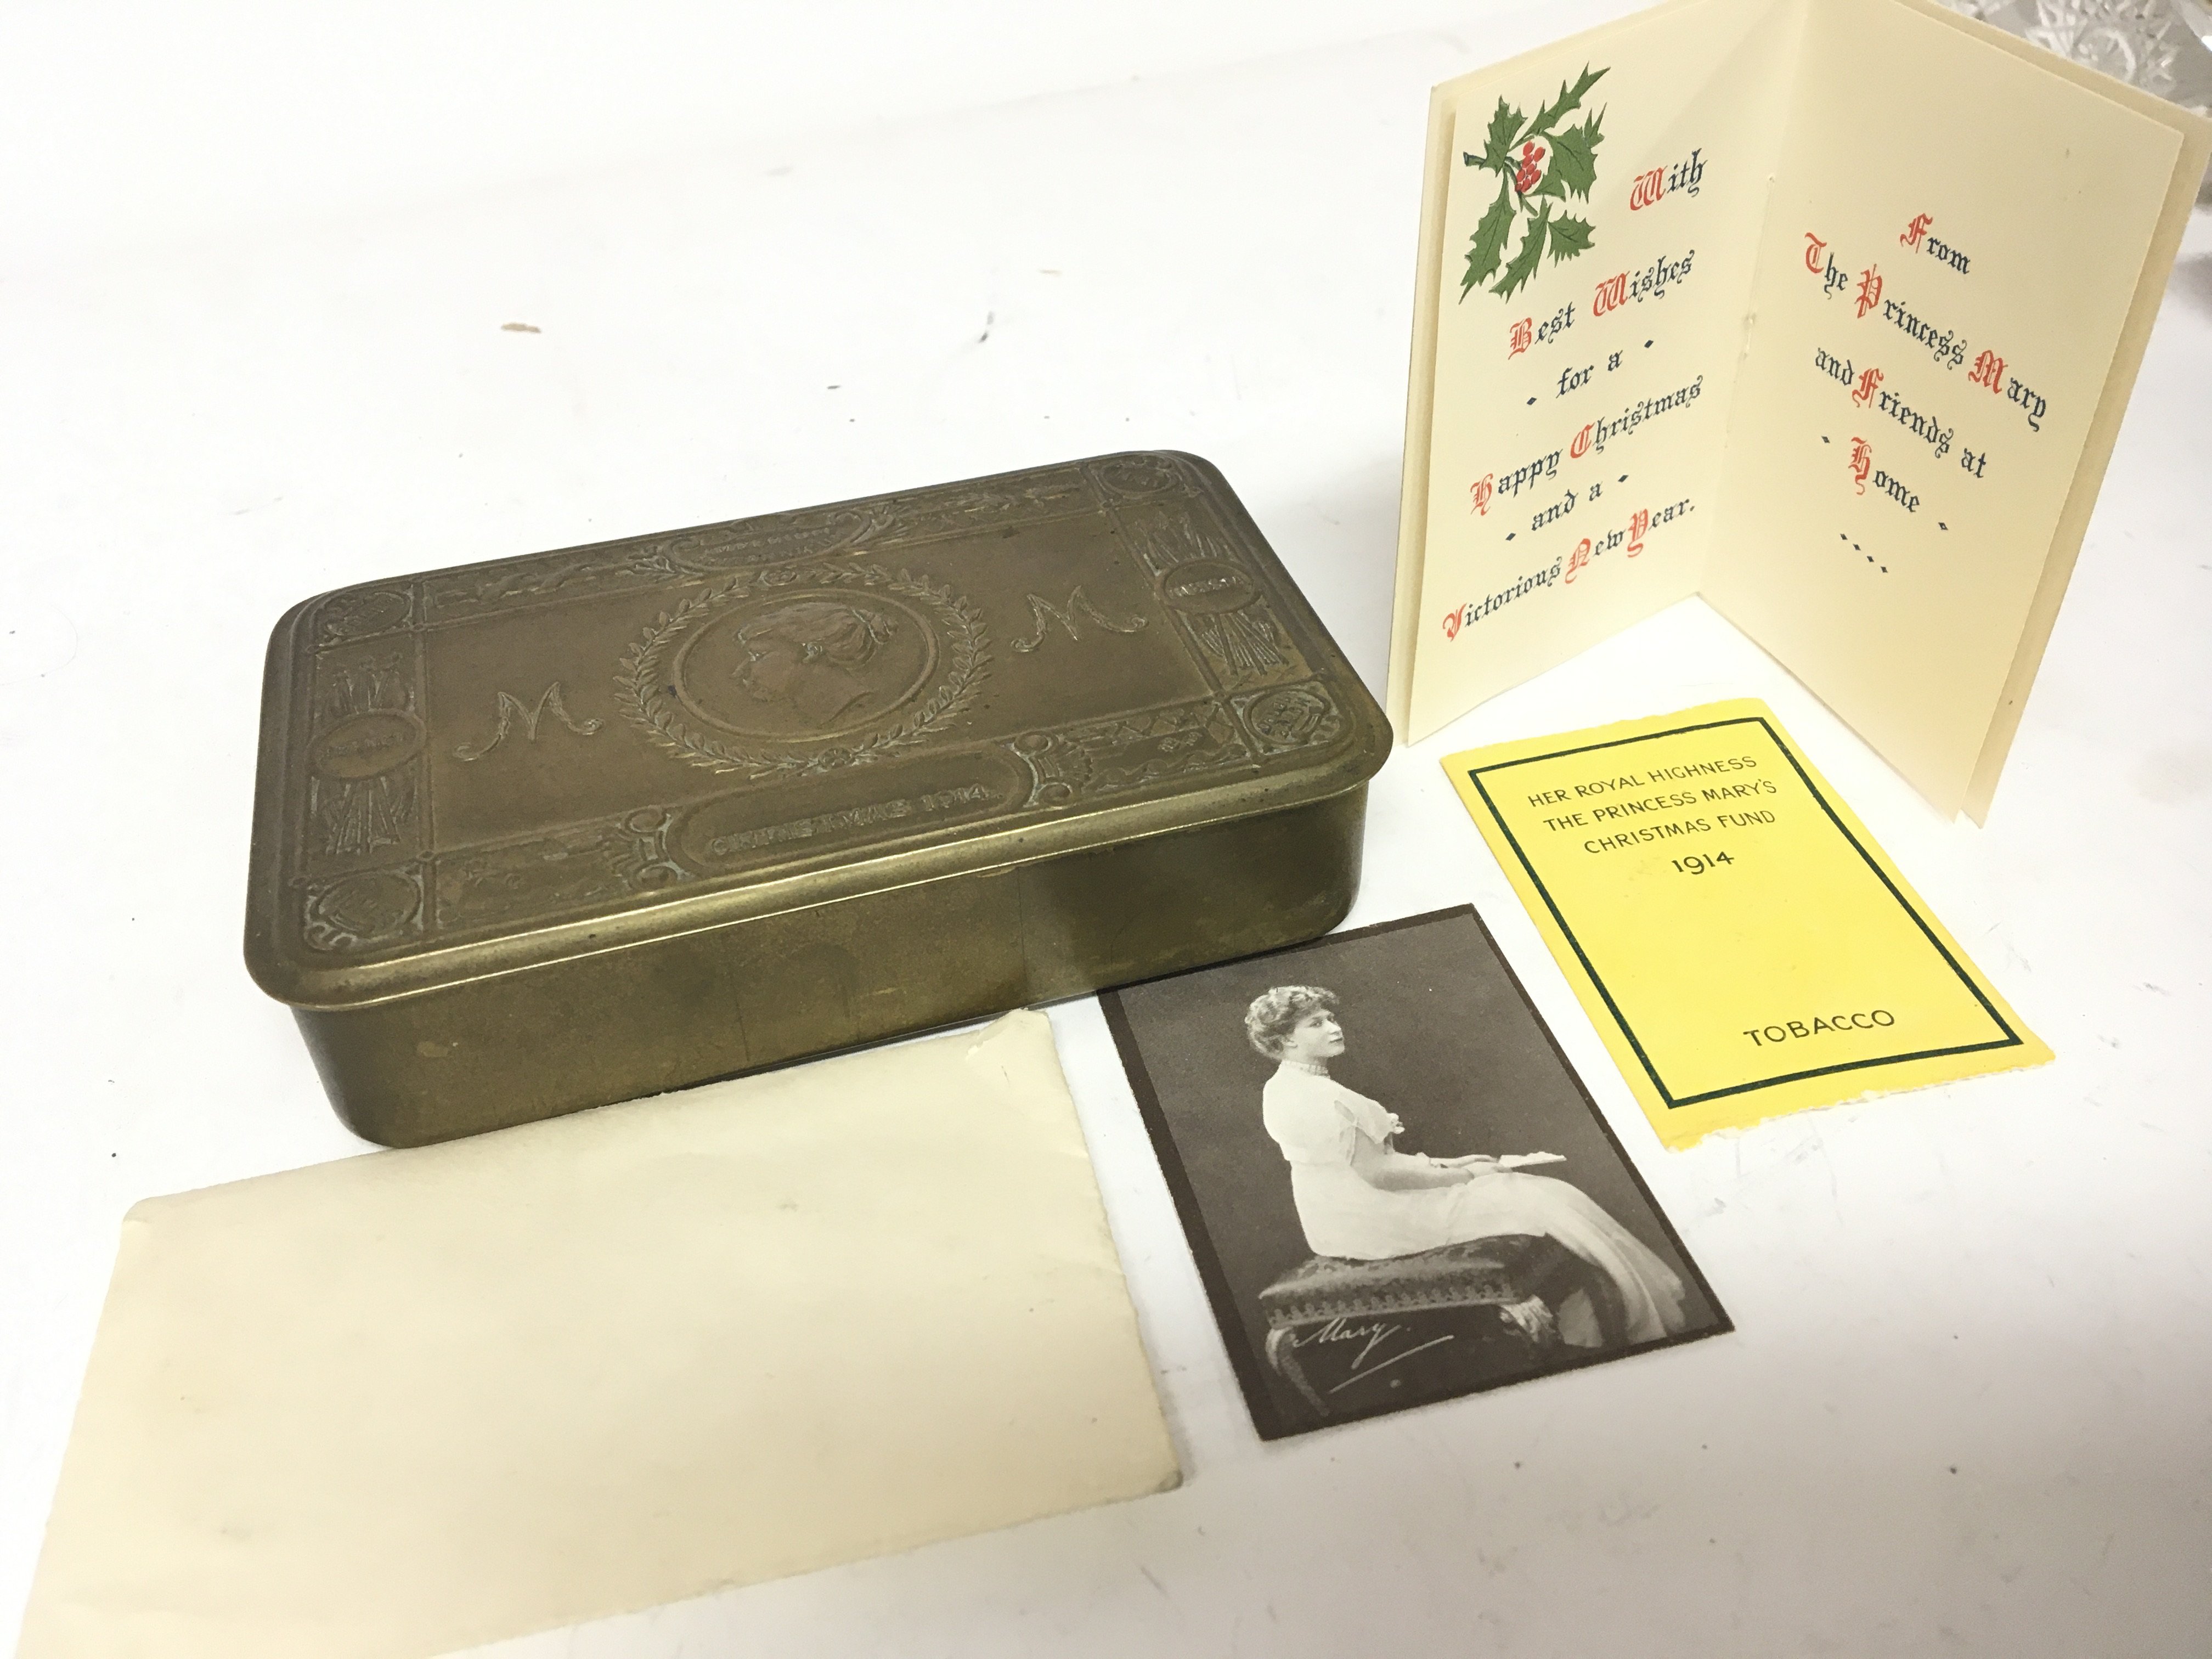 With
Best Wishes
for a
Happy Christmas
and a
Victorious New Year.
From
The Princess Mary
and Friends at
Home
M M
CHRISTMAS 1914
HER ROYAL HIGHNESS
THE PRINCESS MARY'S
CHRISTMAS FUND
1914
TOBACCO
Mary.